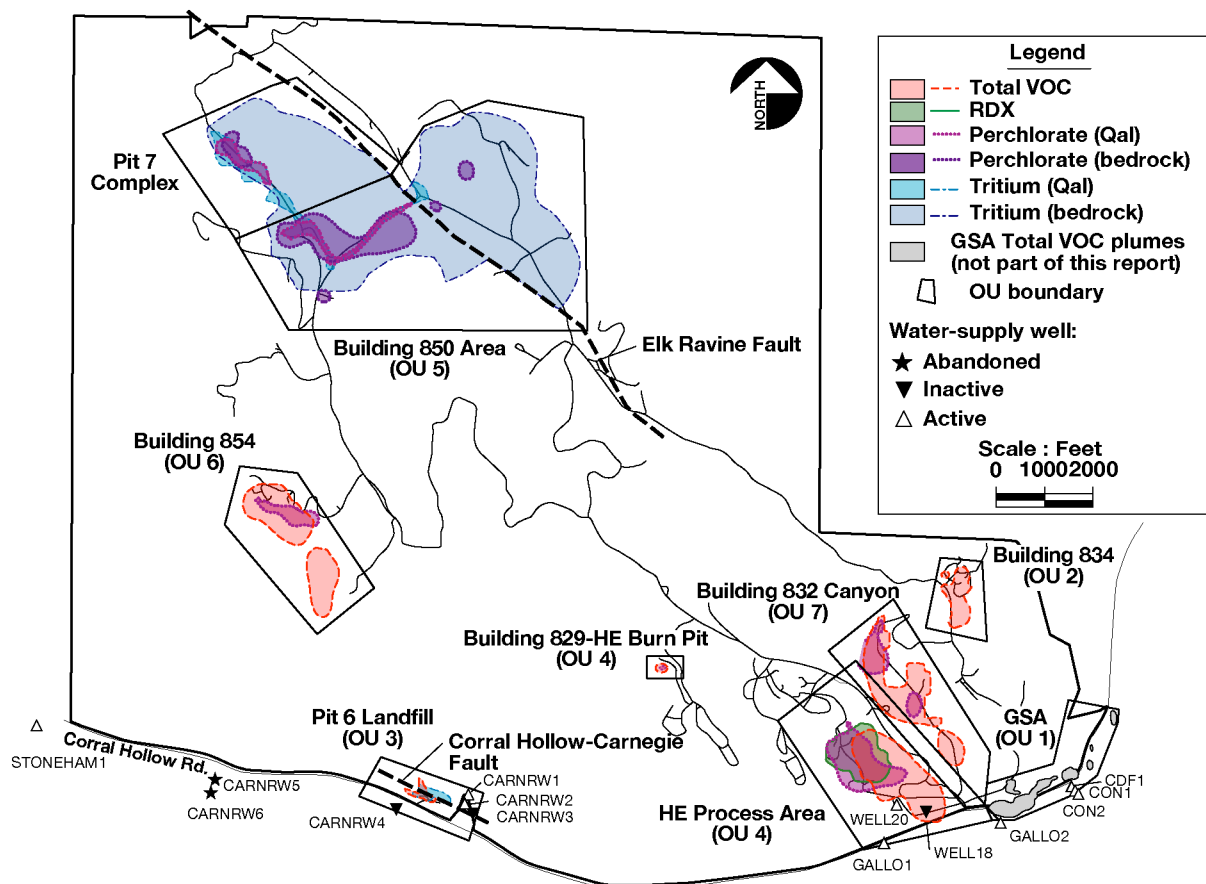 Legend
Total VOC
RDX
Perchlorate (Qal)
Perchlorate (bedrock)
Tritium (Qal)
Tritium (bedrock)
GSA Total VOC plumes
(not part of this report)
OU boundary
Water-supply well:
Abandoned
Inactive
Active
Scale : Feet
0 10002000
NORTH
Pit 7
Complex
Building 850 Area
(OU 5)
Elk Ravine Fault
Building 854
(OU 6)
Building 834
(OU 2)
Building 832 Canyon
(OU 7)
Building 829-HE Burn Pit
(OU 4)
Pit 6 Landfill
(OU 3)
GSA
(OU 1)
Corral Hollow-Carnegie
Fault
STONEHAM1
Corral Hollow Rd.
CARNRW5
CARNRW6
CARNRW1
CARNRW2
CARNRW3
CARNRW4
HE Process Area
(OU 4)
WELL20
WELL18
GALLO1
GALLO2
CDF1
CON1
CON2